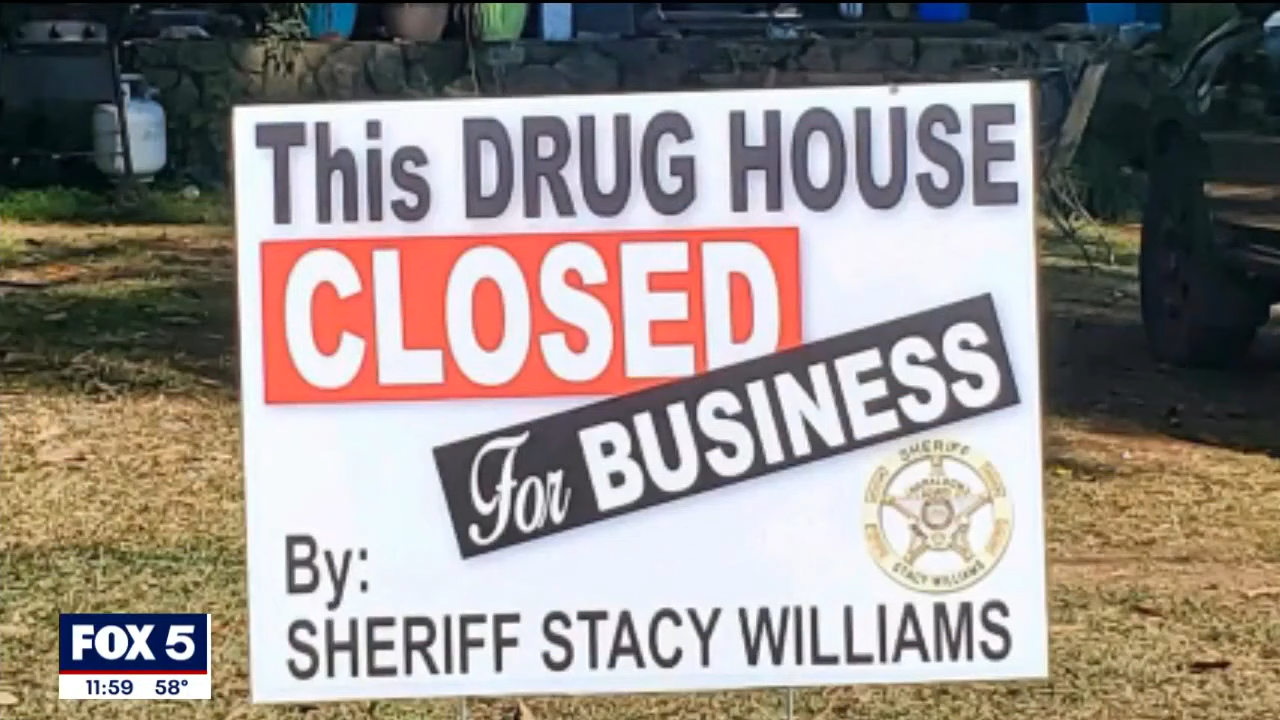 This DRUG HOUSE
CLOSED
For BUSINESS
SHERIFF
STACY WILLIAMS
By:
SHERIFF STACY WILLIAMS
FOX 5
11:59 58°